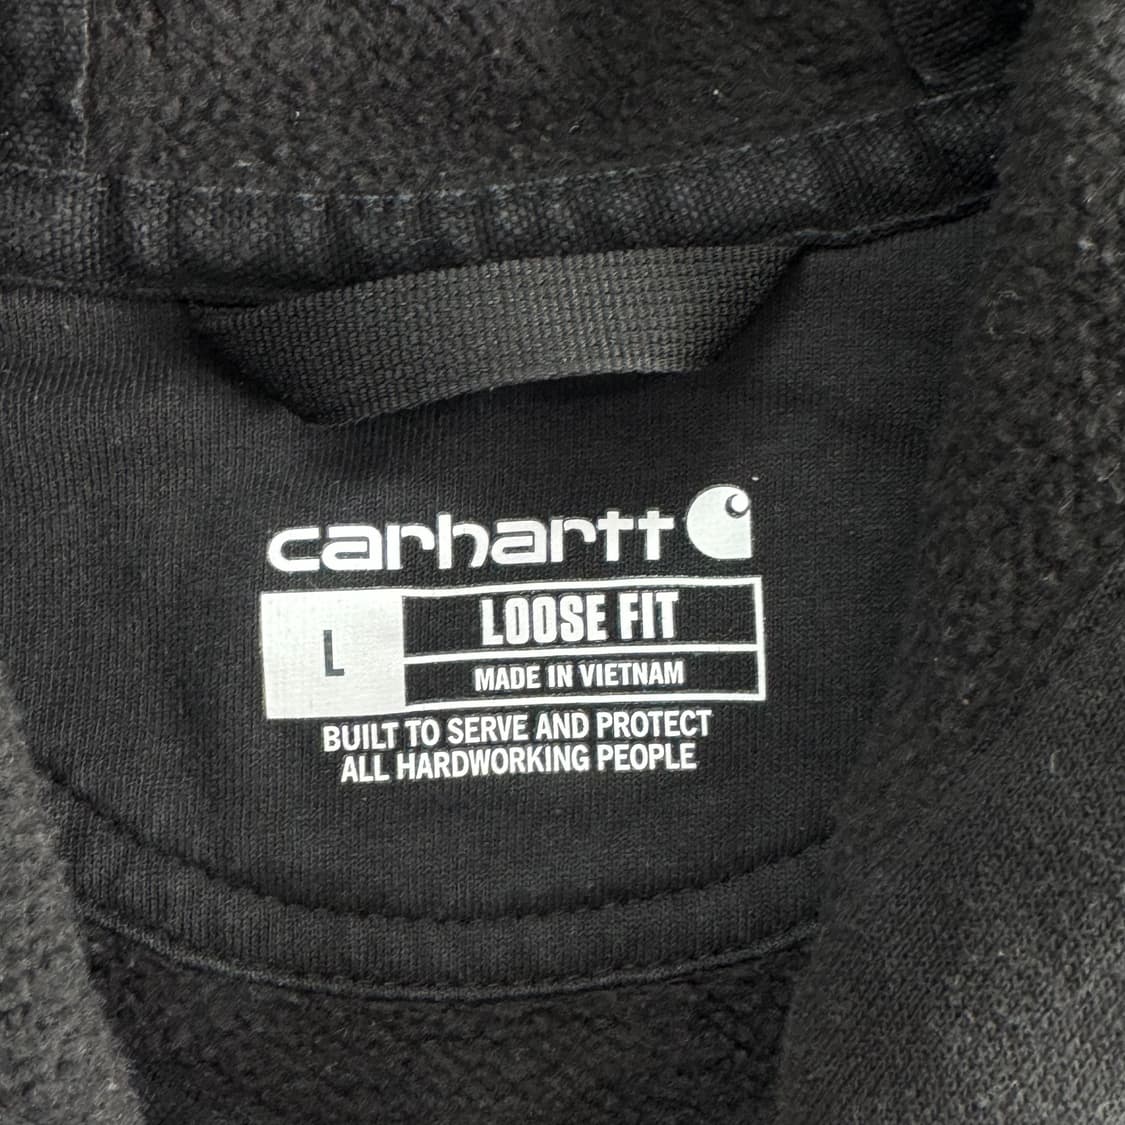 carhartt
L
LOOSE FIT
MADE IN VIETNAM
BUILT TO SERVE AND PROTECT
ALL HARDWORKING PEOPLE